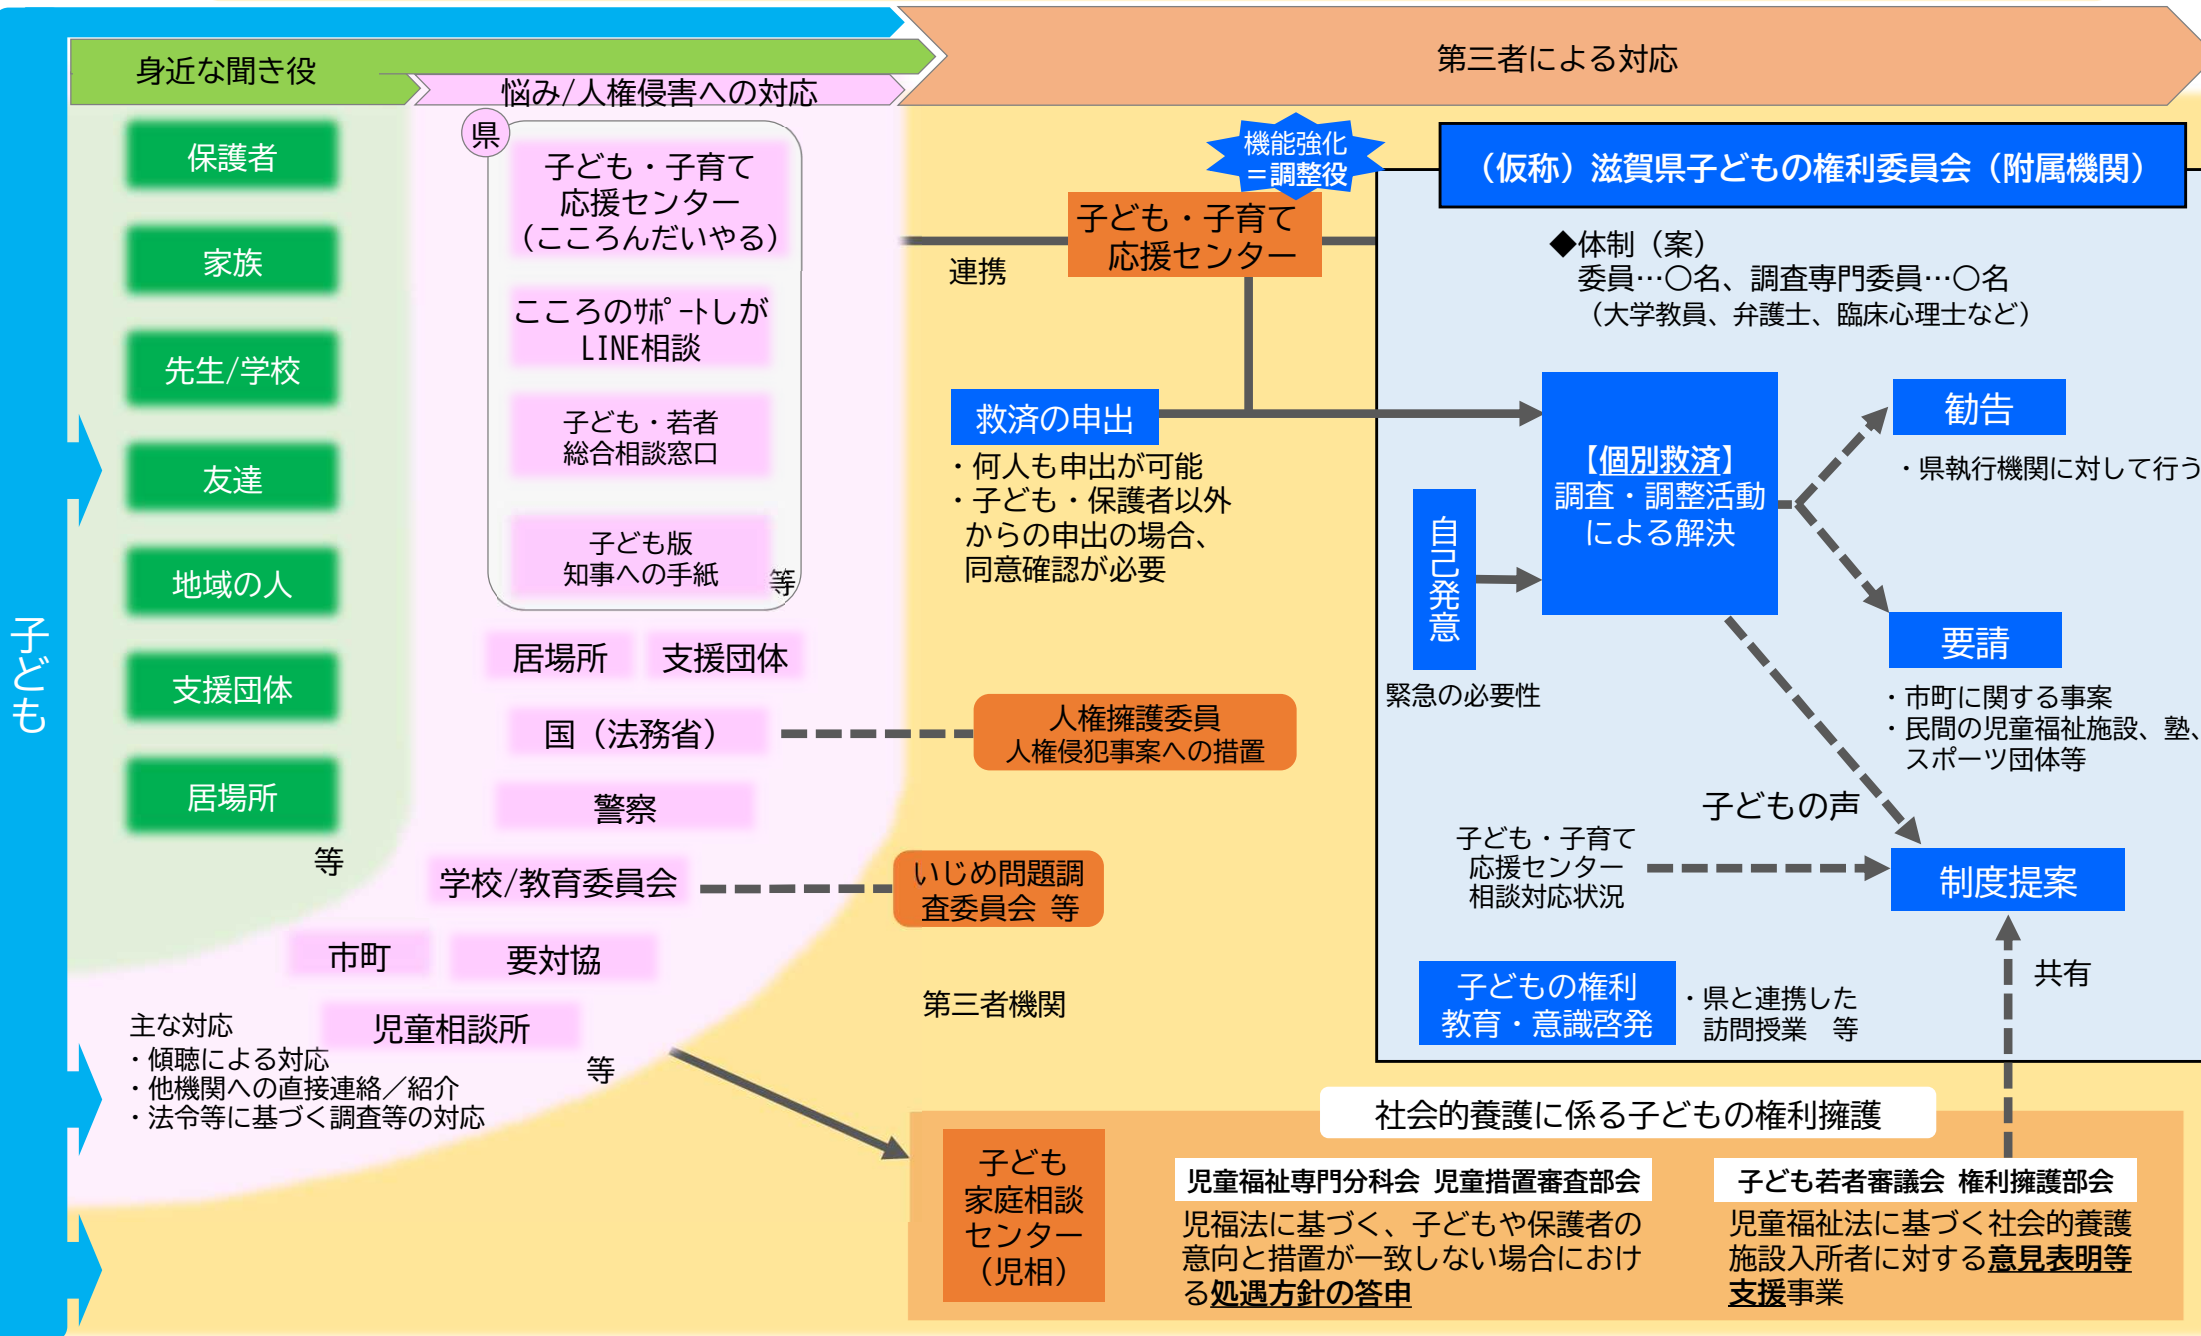 身近な聞き役
悩み/人権侵害への対応
第三者による対応
子ども
保護者
家族
先生/学校
友達
地域の人
支援団体
居場所
等
県
子ども・子育て
応援センター
（こころんだいやる）
こころのｻﾎﾟｰﾄしが
LINE相談
子ども・若者
総合相談窓口
子ども版
知事への手紙
等
居場所
支援団体
国（法務省）
警察
学校/教育委員会
市町
要対協
児童相談所
等
主な対応
・傾聴による対応
・他機関への直接連絡／紹介
・法令等に基づく調査等の対応
機能強化
＝調整役
子ども・子育て
応援センター
連携
救済の申出
・何人も申出が可能
・子ども・保護者以外
からの申出の場合、
同意確認が必要
人権擁護委員
人権侵犯事案への措置
いじめ問題調
査委員会 等
第三者機関
（仮称）滋賀県子どもの権利委員会（附属機関）
◆体制（案）
委員…〇名、調査専門委員…〇名
（大学教員、弁護士、臨床心理士など）
【個別救済】
調査・調整活動
による解決
自己発意
緊急の必要性
勧告
・県執行機関に対して行う
要請
・市町に関する事案
・民間の児童福祉施設、塾、
スポーツ団体等
子どもの声
子ども・子育て
応援センター
相談対応状況
制度提案
共有
子どもの権利
教育・意識啓発
・県と連携した
訪問授業 等
社会的養護に係る子どもの権利擁護
子ども
家庭相談
センター
（児相）
児童福祉専門分科会 児童措置審査部会
児福法に基づく、子どもや保護者の
意向と措置が一致しない場合におけ
る処遇方針の答申
子ども若者審議会 権利擁護部会
児童福祉法に基づく社会的養護
施設入所者に対する意見表明等
支援事業